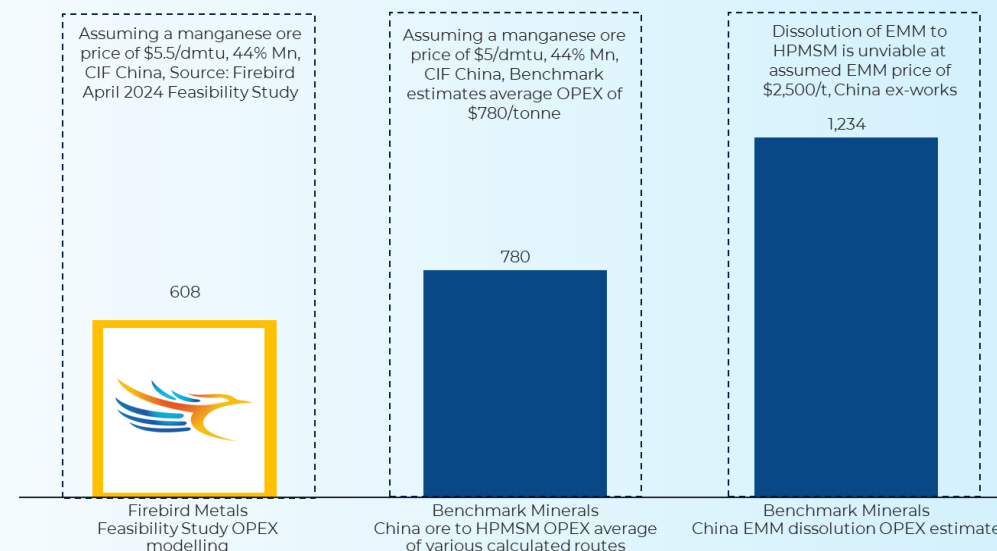 Assuming a manganese ore
price of $5.5/dmtu, 44% Mn,
CIF China, Source: Firebird
April 2024 Feasibility Study
608
Firebird Metals
Feasibility Study OPEX
modelling
Assuming a manganese ore
price of $5/dmtu, 44% Mn,
CIF China, Benchmark
estimates average OPEX of
$780/tonne
780
Benchmark Minerals
China ore to HPMSM OPEX average
of various calculated routes
Dissolution of EMM to
HPMSM is unviable at
assumed EMM price of
$2,500/t, China ex-works
1,234
Benchmark Minerals
China EMM dissolution OPEX estimate